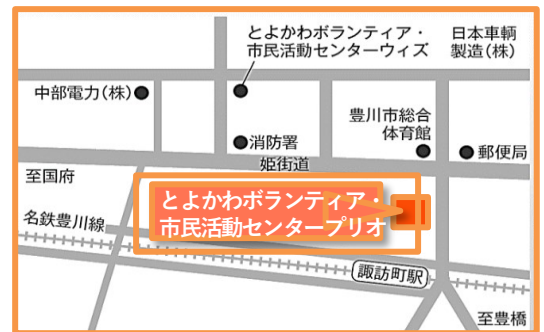 とよかわボランティア・
市民活動センターウィズ
日本車輌
製造(株)
中部電力(株)
豊川市総合
体育館
消防署
郵便局
姫街道
至国府
とよかわボランティア・
市民活動センタープリオ
名鉄豊川線
諏訪町駅
至豊橋